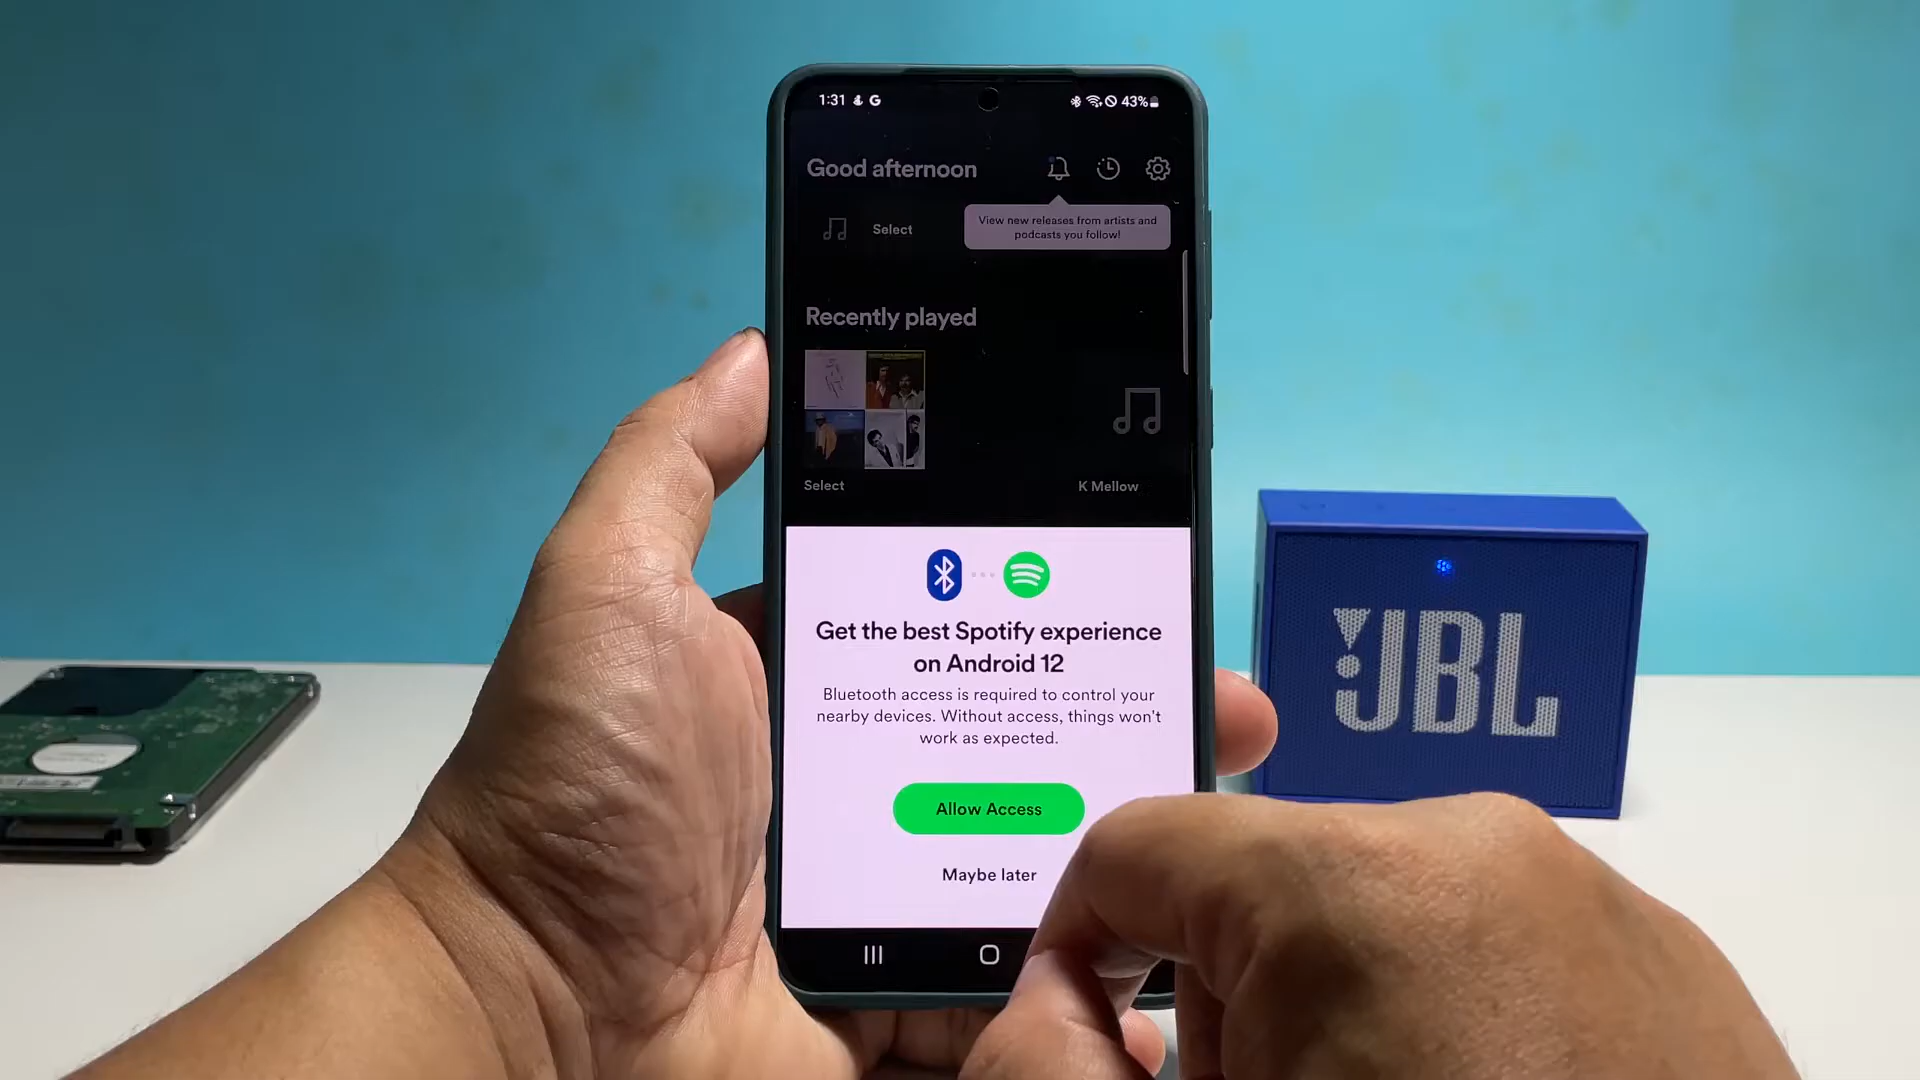 1:31 G 43%
Good afternoon
Select
View new releases from artists and
podcasts you follow!
Recently played
Select
K Mellow
Get the best Spotify experience
on Android 12
Bluetooth access is required to control your
nearby devices. Without access, things won't
work as expected.
Allow Access
Maybe later
JBL